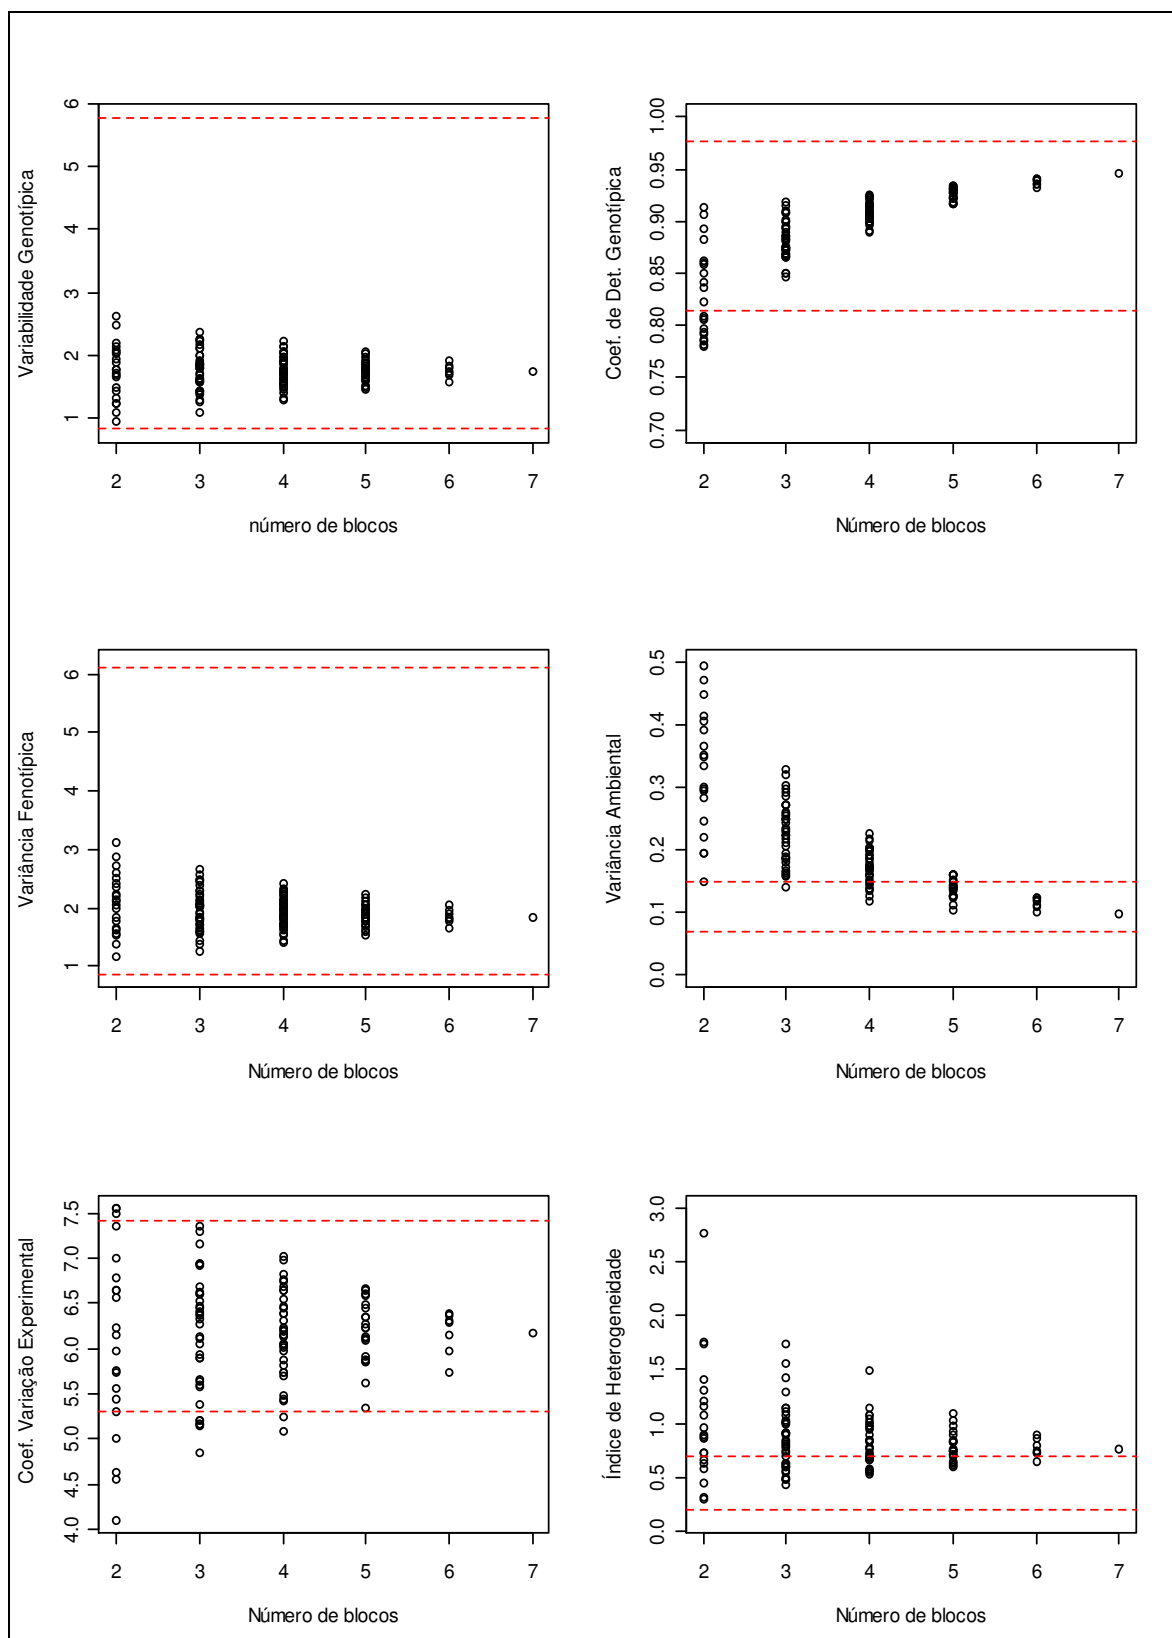 Variabilidade Genotípica
6
5
4
3
2
1
2 3 4 5 6 7
número de blocos
Coef. de Det. Genotípica
1.00
0.95
0.90
0.85
0.80
0.75
0.70
2 3 4 5 6 7
Número de blocos
Variância Fenotípica
6
5
4
3
2
1
2 3 4 5 6 7
Número de blocos
Variância Ambiental
0.5
0.4
0.3
0.2
0.1
0.0
2 3 4 5 6 7
Número de blocos
Coef. Variação Experimental
7.5
7.0
6.5
6.0
5.5
5.0
4.5
4.0
2 3 4 5 6 7
Número de blocos
Índice de Heterogeneidade
3.0
2.5
2.0
1.5
1.0
0.5
0.0
2 3 4 5 6 7
Número de blocos